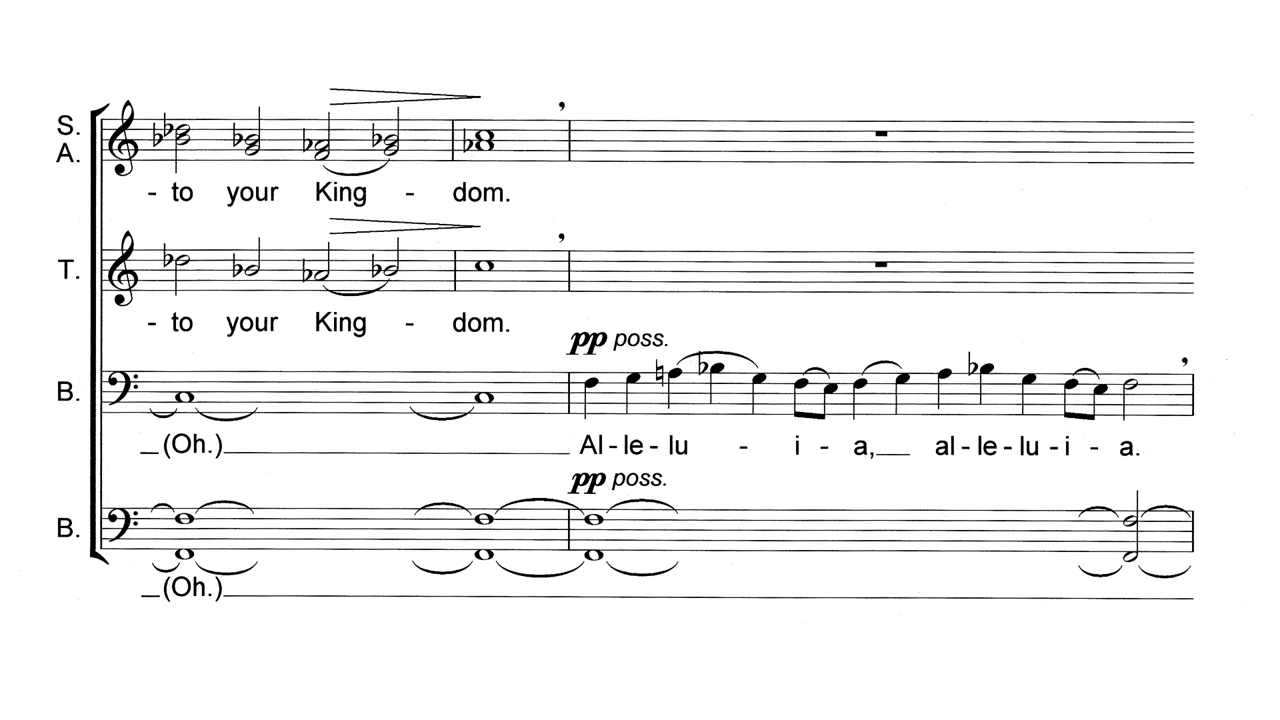 S.
A.
- to your King - dom.
T.
- to your King - dom.
pp poss.
B.
(Oh.) Al - le - lu - i - a, al - le - lu - i - a.
pp poss.
B.
(Oh.)